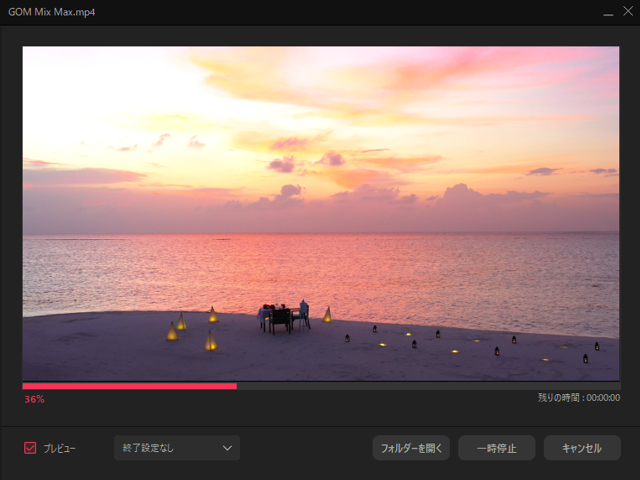 GOM Mix Max.mp4
36%
残りの時間 : 00:00:00
プレビュー
終了設定なし
フォルダーを開く
一時停止
キャンセル